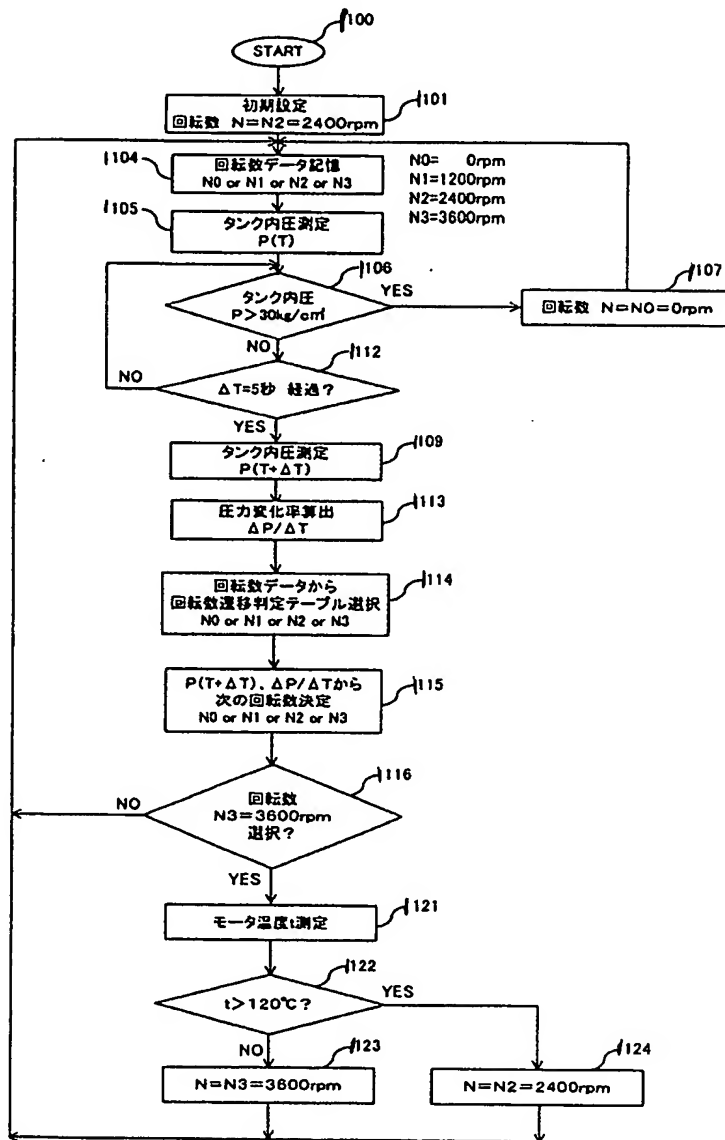 100
START
初期設定
回転数 N=N2=2400rpm
101
104
回転数データ記憶
N0 or N1 or N2 or N3
N0= 0rpm
N1=1200rpm
N2=2400rpm
N3=3600rpm
105
タンク内圧測定
P(T)
106
タンク内圧
P>30kg/c㎡
YES
107
回転数 N=N0=0rpm
NO
112
ΔT=5秒 経過?
NO
YES
109
タンク内圧測定
P(T+ΔT)
113
圧力変化率算出
ΔP/ΔT
114
回転数データから
回転数遷移判定テーブル選択
N0 or N1 or N2 or N3
115
P(T+ΔT)、ΔP/ΔTから
次の回転数決定
N0 or N1 or N2 or N3
116
回転数
N3=3600rpm
選択?
NO
YES
121
モータ温度t測定
122
t>120℃?
YES
NO
123
N=N3=3600rpm
124
N=N2=2400rpm